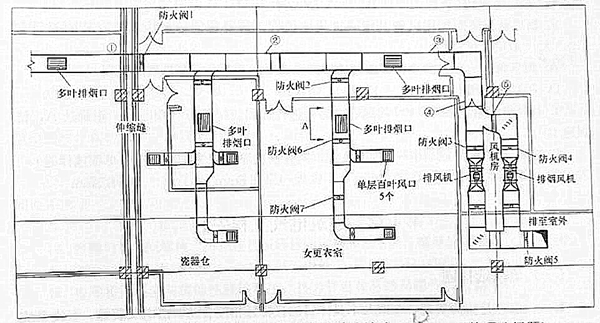 ① 防火阀1 ② ③
多叶排烟口 防火阀2 多叶排烟口 ⑤
伸缩缝 多叶
排烟口 A 多叶排烟口 ④
防火阀6 防火阀3 风机房 防火阀4
单层百叶风口
5个
排风机 排烟风机
防火阀7 排至室外
瓷器仓 女更衣室 防火阀5